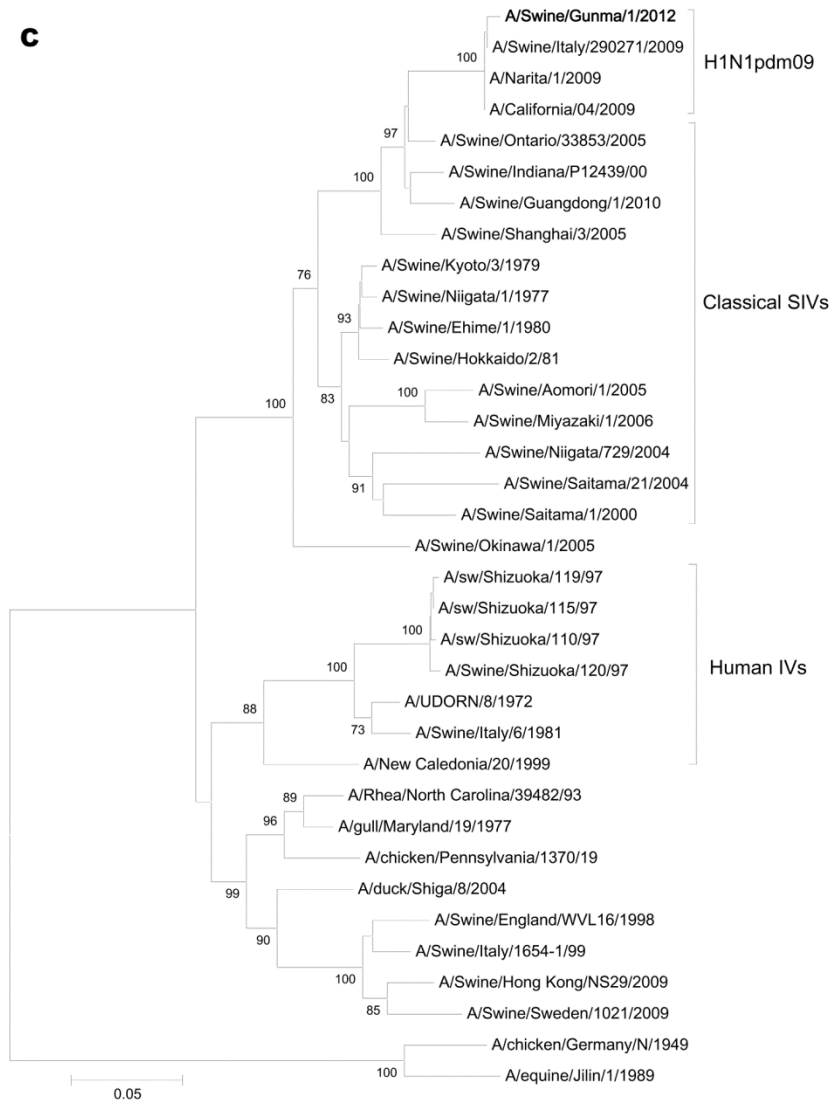 c
A/Swine/Gunma/1/2012
A/Swine/Italy/290271/2009
100
H1N1pdm09
A/Narita/1/2009
A/California/04/2009
97
A/Swine/Ontario/33853/2005
A/Swine/Indiana/P12439/00
100
A/Swine/Guangdong/1/2010
A/Swine/Shanghai/3/2005
A/Swine/Kyoto/3/1979
76
A/Swine/Niigata/1/1977
Classical SIVs
93
A/Swine/Ehime/1/1980
A/Swine/Hokkaido/2/81
A/Swine/Aomori/1/2005
100
83
100
A/Swine/Miyazaki/1/2006
A/Swine/Niigata/729/2004
A/Swine/Saitama/21/2004
91
A/Swine/Saitama/1/2000
A/Swine/Okinawa/1/2005
A/sw/Shizuoka/119/97
A/sw/Shizuoka/115/97
100
A/sw/Shizuoka/110/97
100
A/Swine/Shizuoka/120/97
Human IVs
A/UDORN/8/1972
88
73
A/Swine/Italy/6/1981
A/New Caledonia/20/1999
89
A/Rhea/North Carolina/39482/93
96
A/gull/Maryland/19/1977
A/chicken/Pennsylvania/1370/19
99
A/duck/Shiga/8/2004
A/Swine/England/WVL16/1998
90
A/Swine/Italy/1654-1/99
100
A/Swine/Hong Kong/NS29/2009
85
A/Swine/Sweden/1021/2009
A/chicken/Germany/N/1949
100
A/equine/Jilin/1/1989
0.05